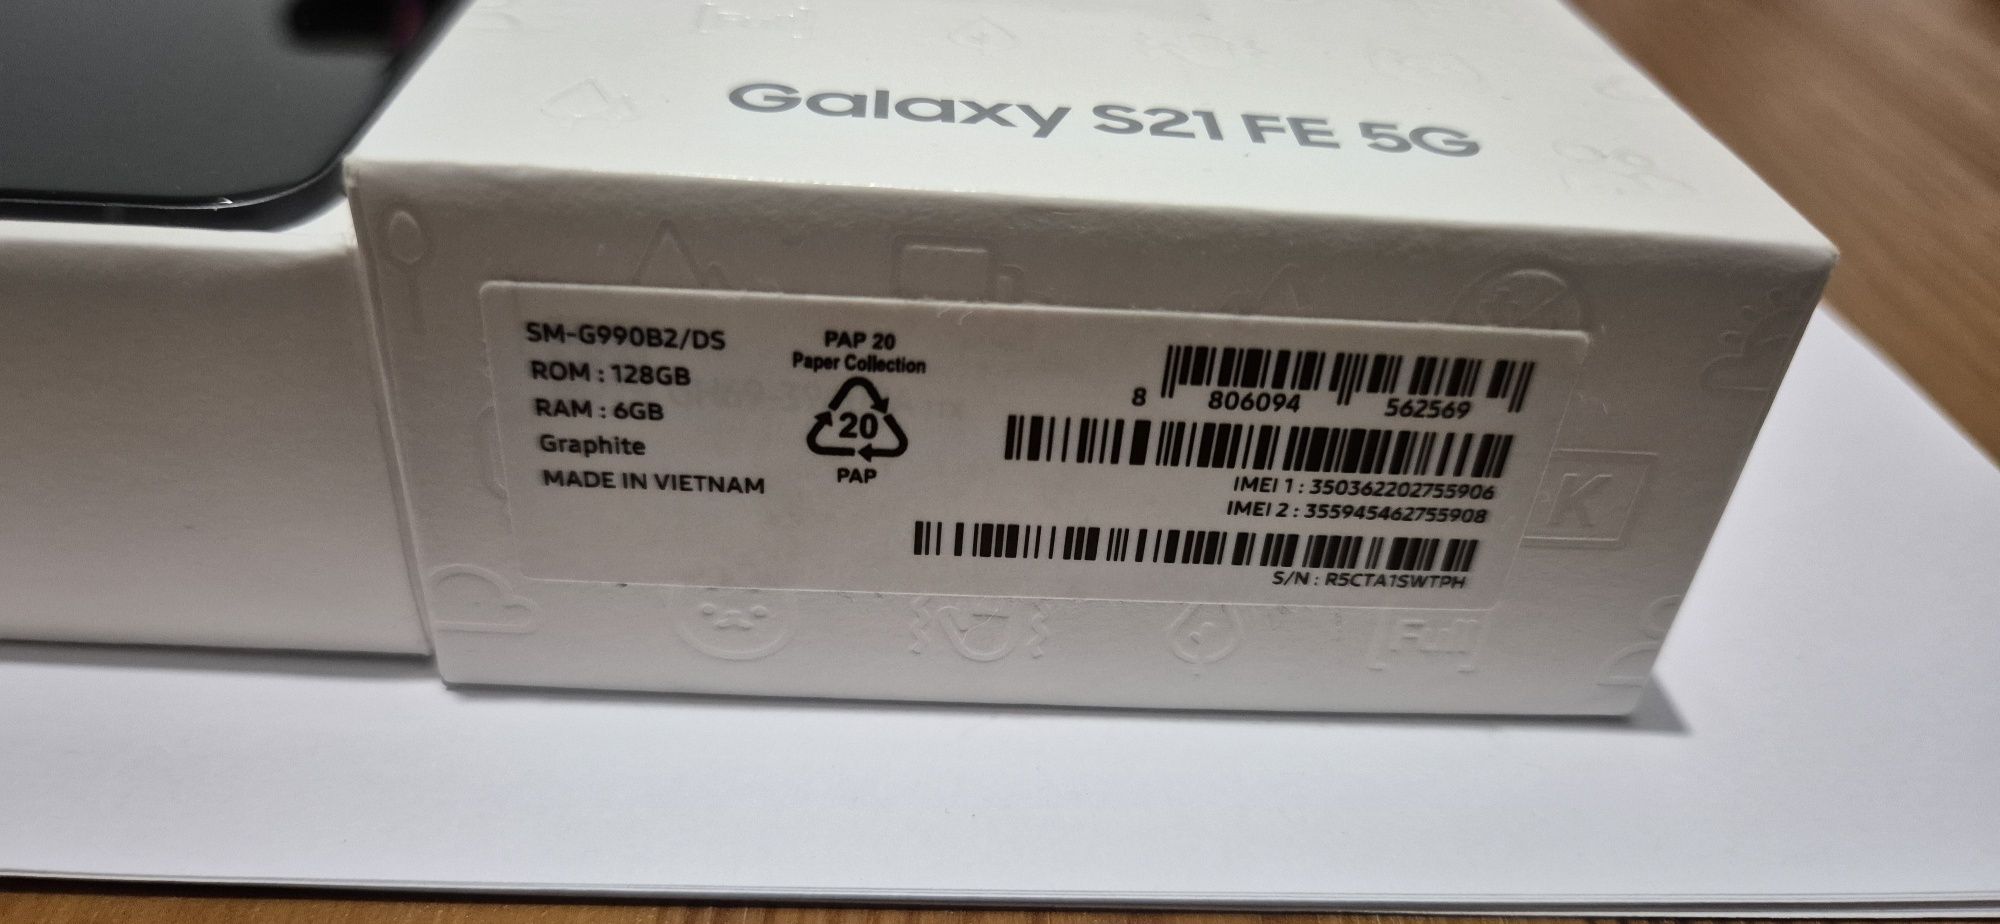 Galaxy S21 FE 5G
SM-G990B2/DS
ROM : 128GB
RAM : 6GB
Graphite
MADE IN VIETNAM
PAP 20
Paper Collection
20
PAP
8 806094 562569
IMEI 1 : 350362202755906
IMEI 2 : 355945462755908
S/N : R5CTA1SWTPH
K
[Full]